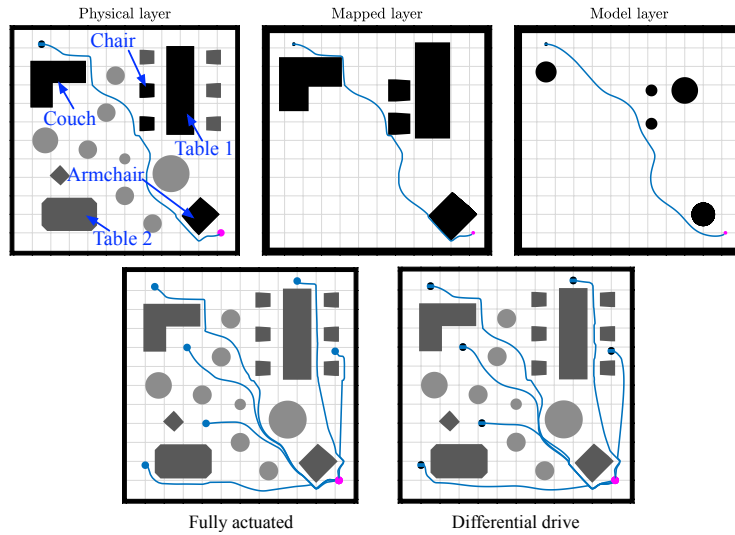 Physical layer
Mapped layer
Model layer
Chair
Couch
Table 1
Armchair
Table 2
Fully actuated
Differential drive